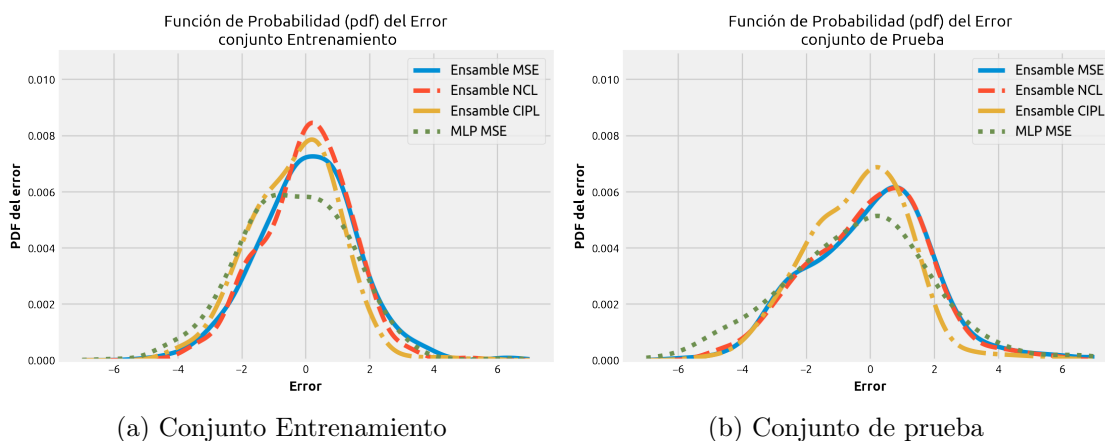 Función de Probabilidad (pdf) del Error
conjunto Entrenamiento
0.010
0.008
0.006
0.004
0.002
0.000
PDF del error
Ensamble MSE
Ensamble NCL
Ensamble CIPL
MLP MSE
−6 −4 −2 0 2 4 6
Error
(a) Conjunto Entrenamiento
Función de Probabilidad (pdf) del Error
conjunto de Prueba
0.010
0.008
0.006
0.004
0.002
0.000
PDF del error
Ensamble MSE
Ensamble NCL
Ensamble CIPL
MLP MSE
−6 −4 −2 0 2 4 6
Error
(b) Conjunto de prueba